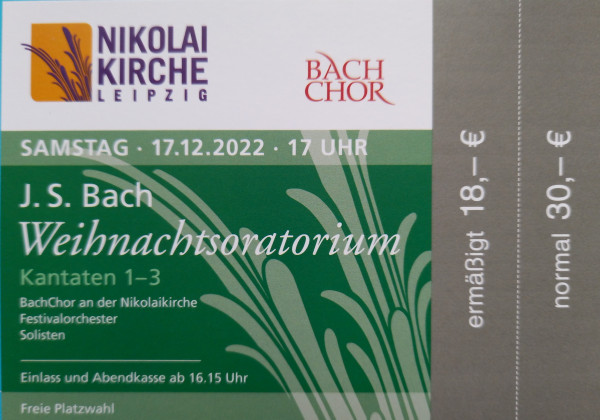 NIKOLAI
KIRCHE
LEIPZIG
BACH
CHOR
SAMSTAG · 17.12.2022 · 17 UHR
J. S. Bach
Weihnachtsoratorium
Kantaten 1–3
BachChor an der Nikolaikirche
Festivalorchester
Solisten
Einlass und Abendkasse ab 16.15 Uhr
Freie Platzwahl
ermäßigt 18,– €
normal 30,– €